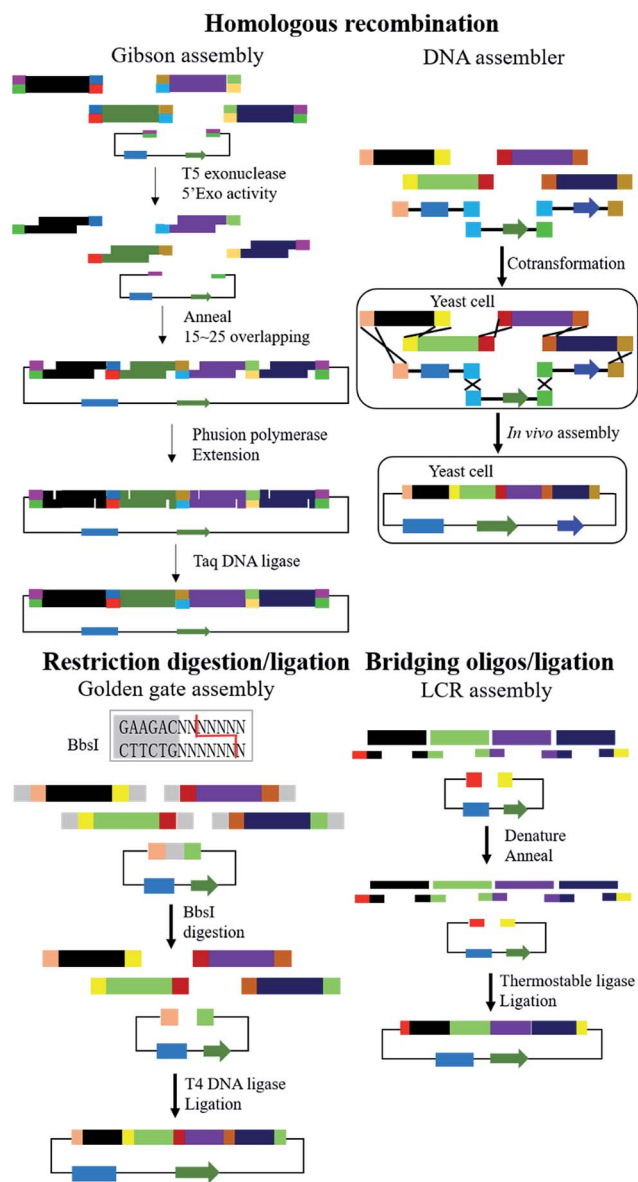 Homologous recombination
Gibson assembly
T5 exonuclease
5'Exo activity
Anneal
15~25 overlapping
Phusion polymerase
Extension
Taq DNA ligase
DNA assembler
Cotransformation
Yeast cell
In vivo assembly
Yeast cell
Restriction digestion/ligation
Golden gate assembly
BbsI
GAAGACNNNNNNN
CTTCTGNNNNNNN
BbsI
digestion
T4 DNA ligase
Ligation
Bridging oligos/ligation
LCR assembly
Denature
Anneal
Thermostable ligase
Ligation